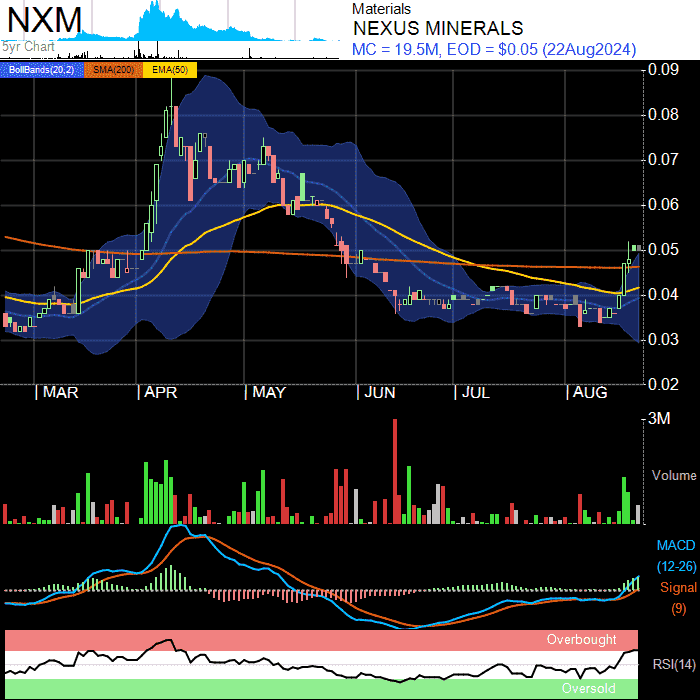 NXM
5yr Chart
Materials
NEXUS MINERALS
MC = 19.5M, EOD = $0.05 (22Aug2024)
BollBands(20,2) SMA(200) EMA(50)
0.09
0.08
0.07
0.06
0.05
0.04
0.03
0.02
| MAR | APR | MAY | JUN | JUL | AUG
3M
Volume
MACD
(12-26)
Signal
(9)
Overbought
RSI(14)
Oversold